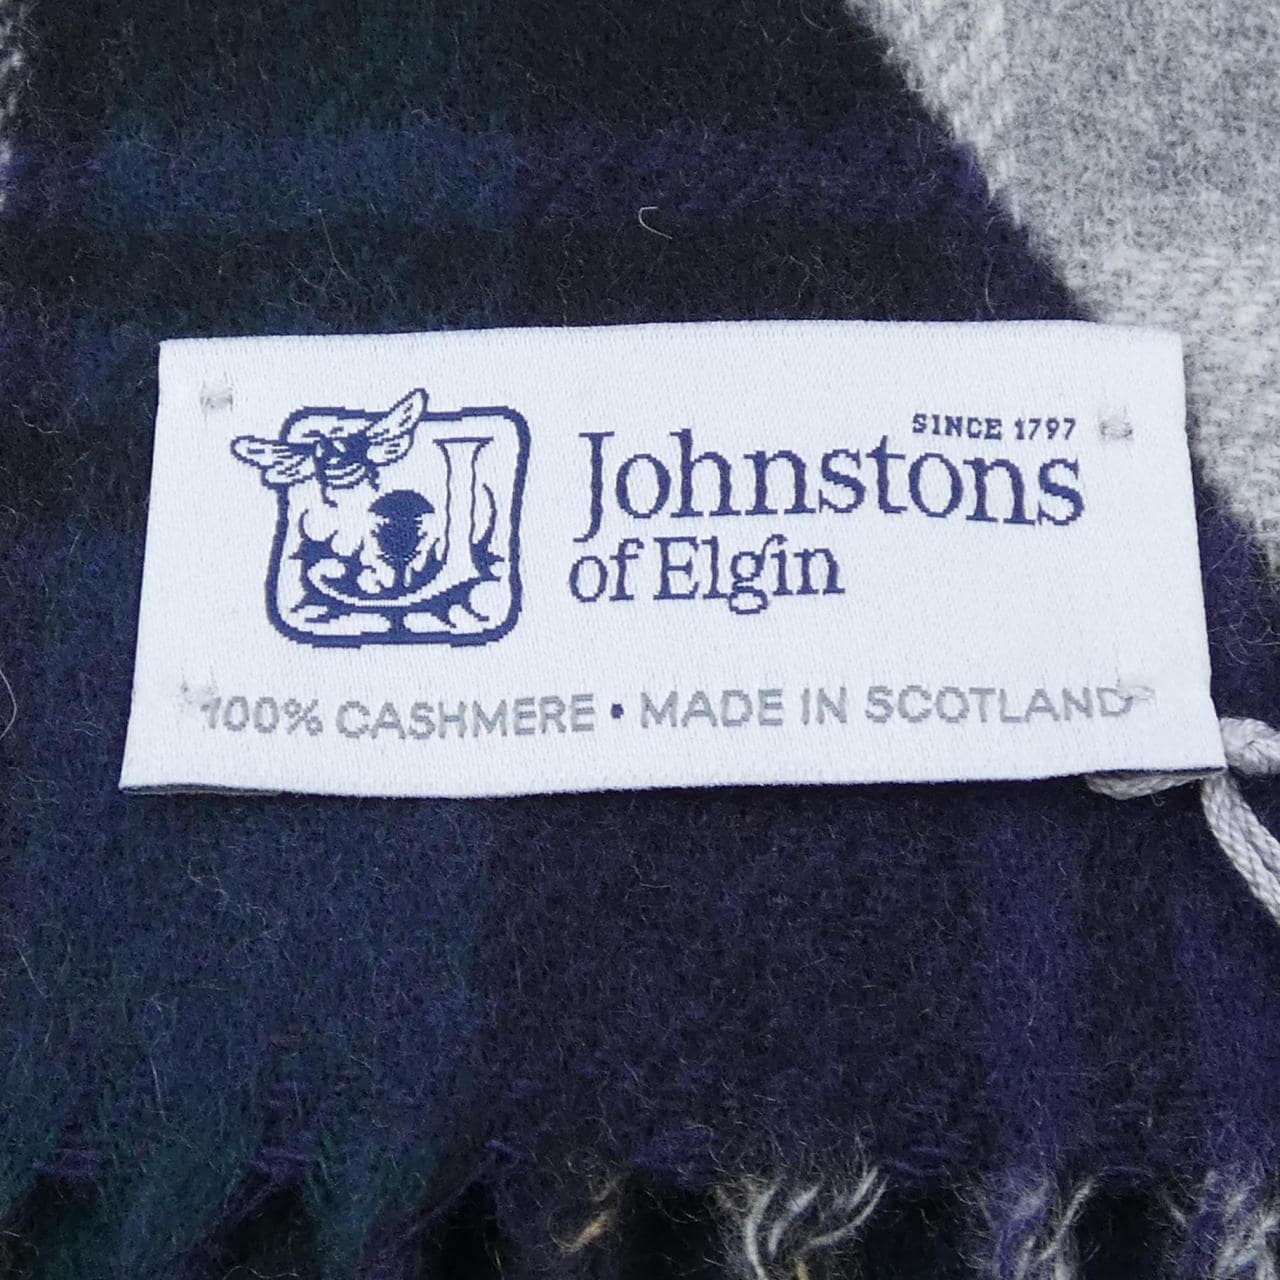 SINCE 1797
Johnstons
of Elgin
100% CASHMERE • MADE IN SCOTLAND